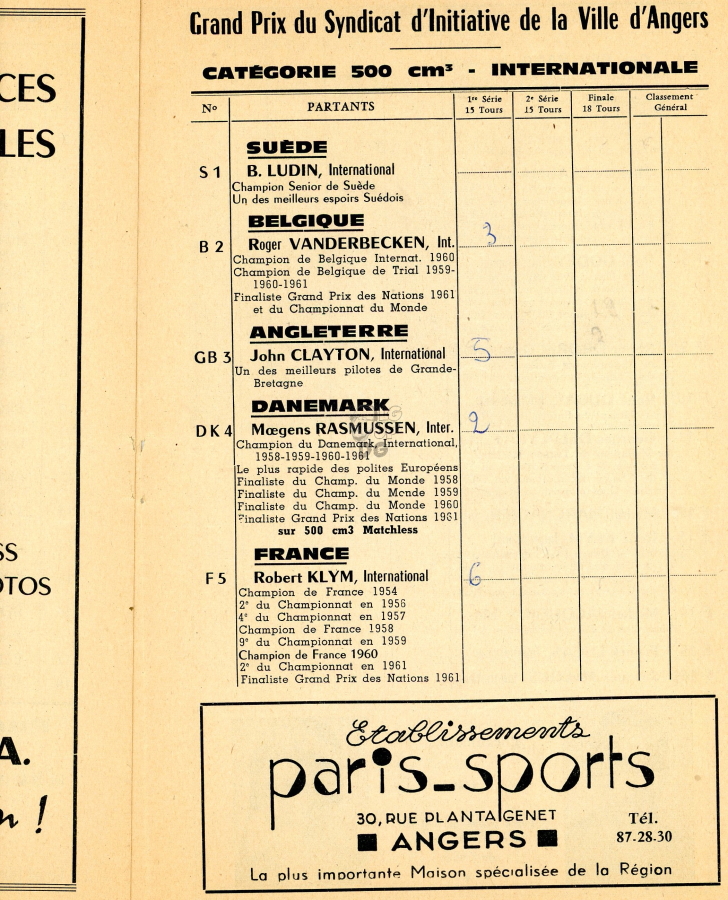 CES
LES
SS
OTOS
A.
n !
Grand Prix du Syndicat d'Initiative de la Ville d'Angers
CATÉGORIE 500 cm³ - INTERNATIONALE
No PARTANTS 1re Série 15 Tours 2e Série 15 Tours Finale 18 Tours Classement Général
SUÈDE
S 1 B. LUDIN, International
Champion Senior de Suède
Un des meilleurs espoirs Suédois
BELGIQUE
B 2 Roger VANDERBECKEN, Int. 3
Champion de Belgique Internat. 1960
Champion de Belgique de Trial 1959-
1960-1961
Finaliste Grand Prix des Nations 1961
et du Championnat du Monde
ANGLETERRE
GB 3 John CLAYTON, International 5
Un des meilleurs pilotes de Grande-
Bretagne
DANEMARK
DK 4 Mœgens RASMUSSEN, Inter. 2
Champion du Danemark, International,
1958-1959-1960-1961
Le plus rapide des polites Européens
Finaliste du Champ. du Monde 1958
Finaliste du Champ. du Monde 1959
Finaliste du Champ. du Monde 1960
Finaliste Grand Prix des Nations 1961
sur 500 cm3 Matchless
FRANCE
F 5 Robert KLYM, International 6
Champion de France 1954
2e du Championnat en 1956
4e du Championnat en 1957
Champion de France 1958
9e du Championnat en 1959
Champion de France 1960
2e du Championnat en 1961
Finaliste Grand Prix des Nations 1961
Etablissements
paris-sports
30, RUE PLANTAGENET
ANGERS
Tél.
87-28-30
La plus importante Maison spécialisée de la Région